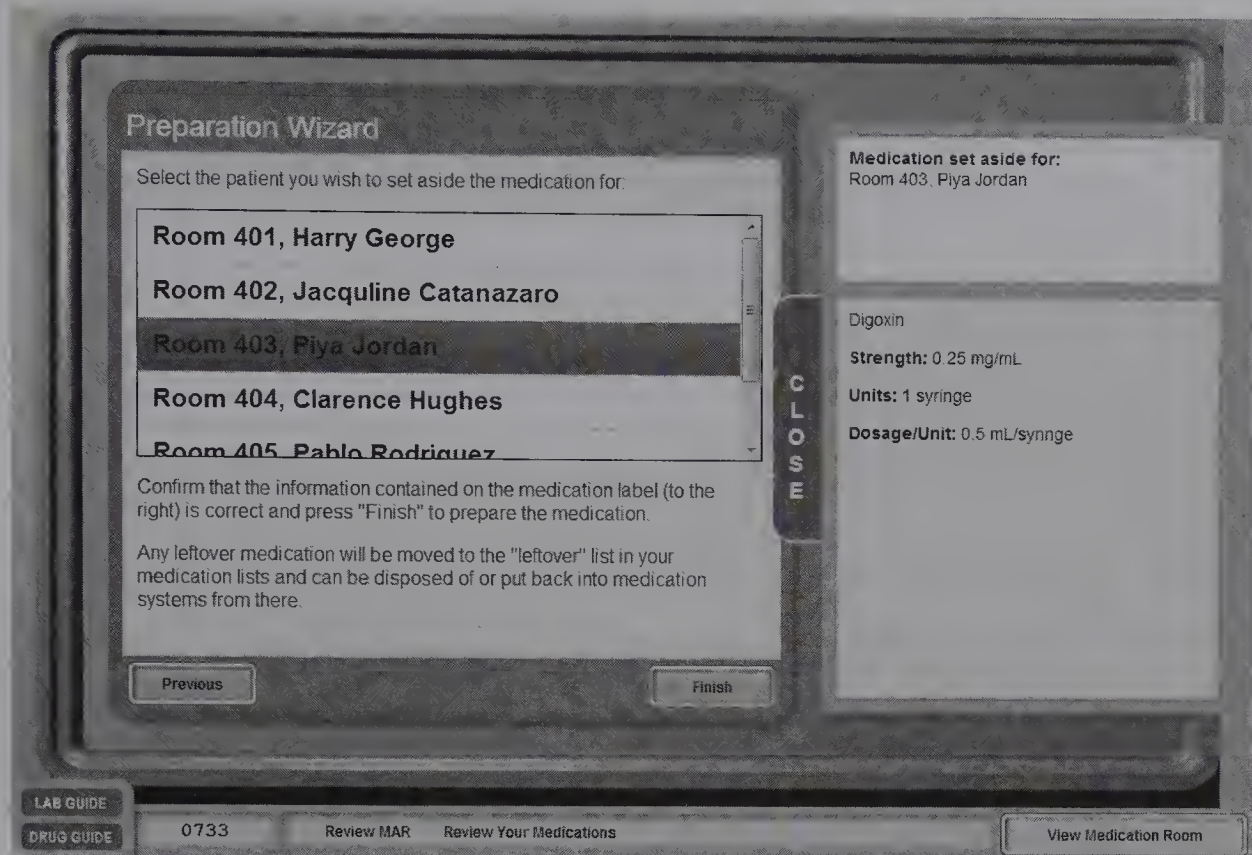 Preparation Wizard
Select the patient you wish to set aside the medication for:
Room 401, Harry George
Room 402, Jacquline Catanazaro
Room 403, Piya Jordan
Room 404, Clarence Hughes
Room 405, Pablo Rodriguez
Confirm that the information contained on the medication label (to the
right) is correct and press "Finish" to prepare the medication.
Any leftover medication will be moved to the "leftover" list in your
medication lists and can be disposed of or put back into medication
systems from there.
Previous
Finish
CLOSE
Medication set aside for:
Room 403, Piya Jordan
Digoxin
Strength: 0.25 mg/mL
Units: 1 syringe
Dosage/Unit: 0.5 mL/syringe
LAB GUIDE
DRUG GUIDE
0733
Review MAR
Review Your Medications
View Medication Room